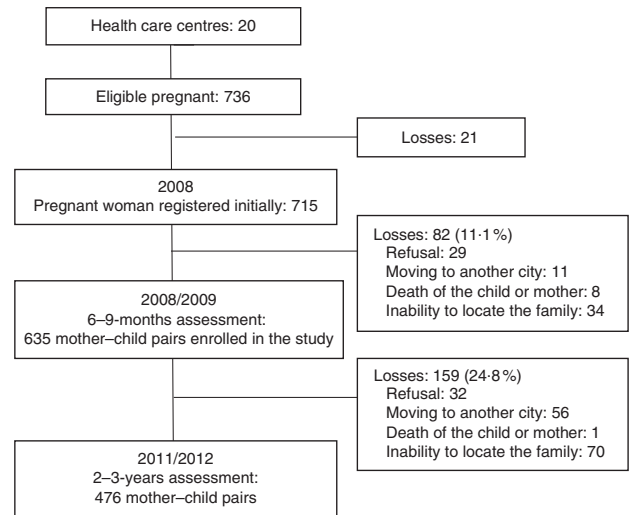 Health care centres: 20
Eligible pregnant: 736
Losses: 21
2008
Pregnant woman registered initially: 715
Losses: 82 (11·1 %)
Refusal: 29
Moving to another city: 11
Death of the child or mother: 8
Inability to locate the family: 34
2008/2009
6–9-months assessment:
635 mother–child pairs enrolled in the study
Losses: 159 (24·8 %)
Refusal: 32
Moving to another city: 56
Death of the child or mother: 1
Inability to locate the family: 70
2011/2012
2–3-years assessment:
476 mother–child pairs